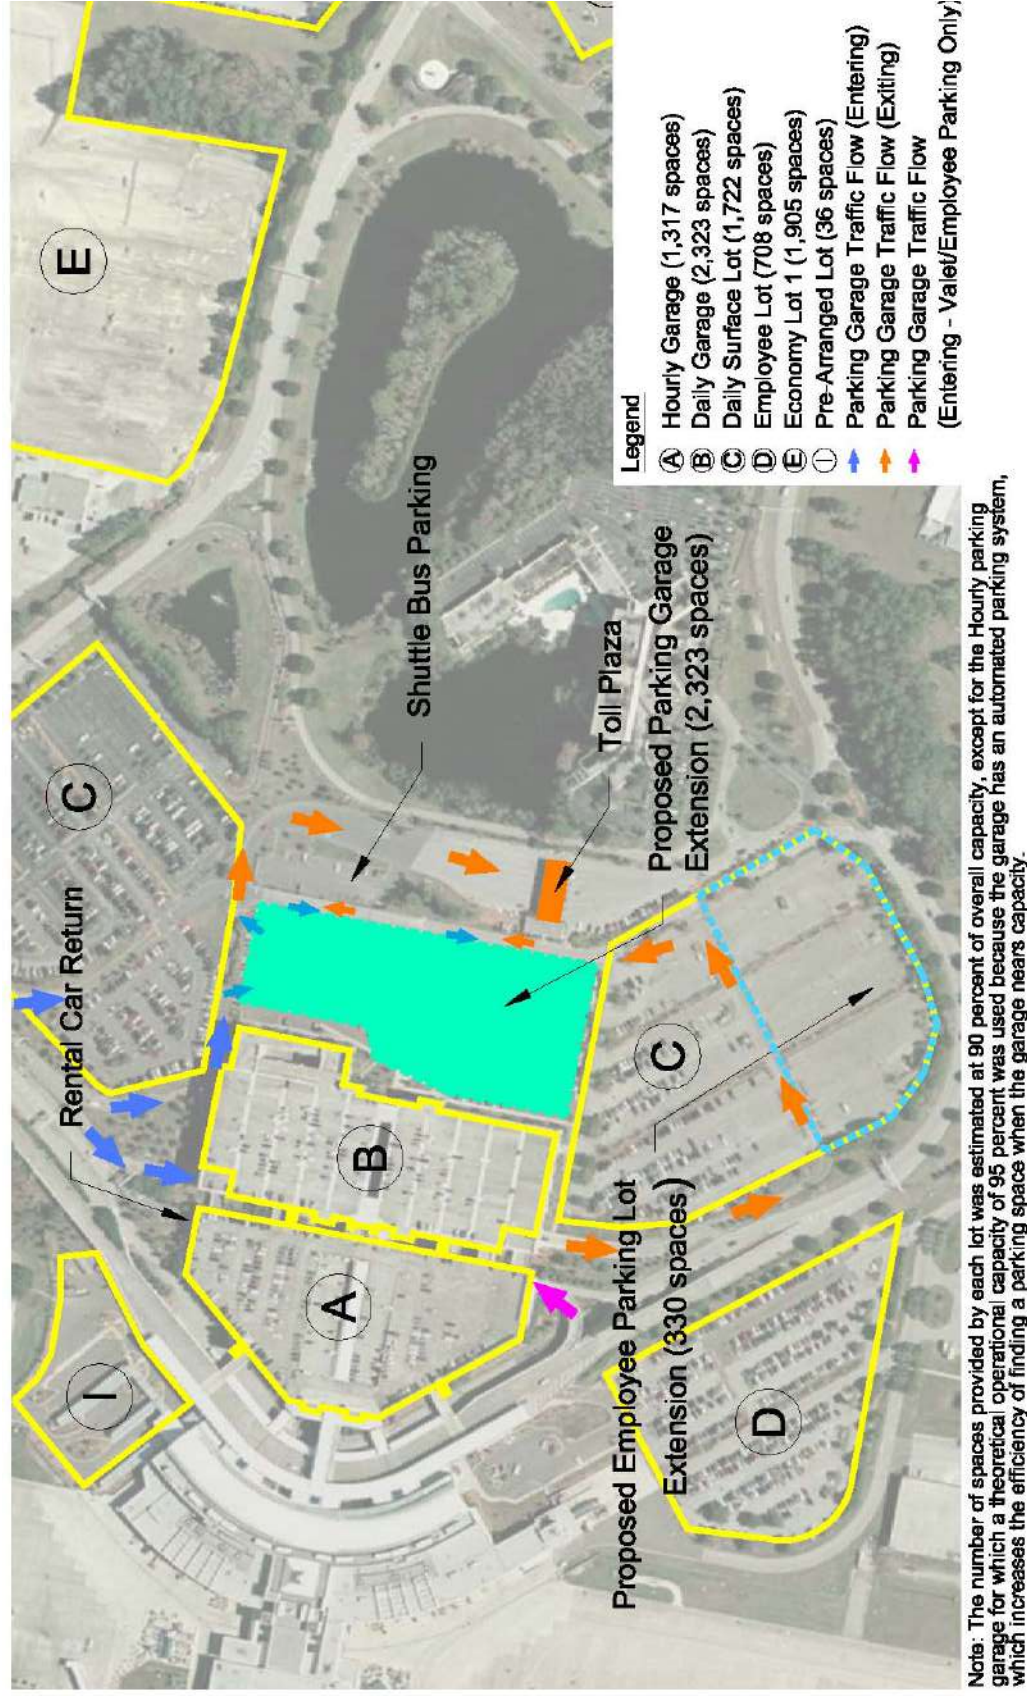 E
C
Rental Car Return
Shuttle Bus Parking
I
A
B
Toll Plaza
Proposed Parking Garage
Extension (2,323 spaces)
C
Proposed Employee Parking Lot
Extension (330 spaces)
D
Legend
A Hourly Garage (1,317 spaces)
B Daily Garage (2,323 spaces)
C Daily Surface Lot (1,722 spaces)
D Employee Lot (708 spaces)
E Economy Lot 1 (1,905 spaces)
I Pre-Arranged Lot (36 spaces)
Parking Garage Traffic Flow (Entering)
Parking Garage Traffic Flow (Exiting)
Parking Garage Traffic Flow
(Entering - Valet/Employee Parking Only)
Note: The number of spaces provided by each lot was estimated at 90 percent of overall capacity, except for the Hourly parking
garage for which a theoretical operational capacity of 95 percent was used because the garage has an automated parking system,
which increases the efficiency of finding a parking space when the garage nears capacity.